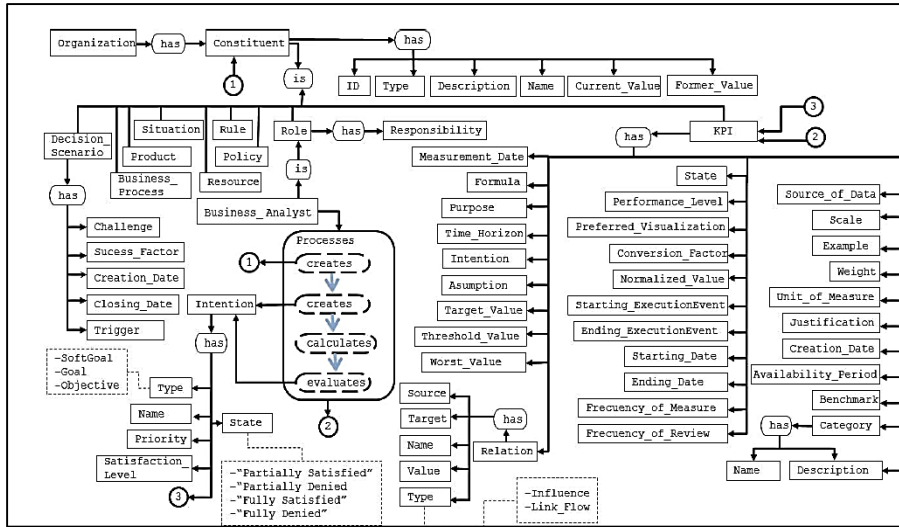 Organization
has
Constituent
has
1
is
ID
Type
Description
Name
Current_Value
Former_Value
3
2
KPI
has
Decision_
Scenario
Situation
Rule
Role
has
Responsibility
Product
Policy
Business_
Process
Resource
is
Business_Analyst
has
Challenge
Sucess_Factor
Creation_Date
Closing_Date
Trigger
Processes
creates
1
creates
calculates
evaluates
2
Intention
has
-SoftGoal
-Goal
-Objective
Type
Name
Priority
Satisfaction_
Level
3
State
-"Partially Satisfied"
-"Partially Denied
-"Fully Satisfied"
-"Fully Denied"
Measurement_Date
Formula
Purpose
Time_Horizon
Intention
Asumption
Target_Value
Threshold_Value
Worst_Value
Source
Target
Name
Value
Type
has
Relation
-Influence
-Link_Flow
State
Performance_Level
Preferred_Visualization
Conversion_Factor
Normalized_Value
Starting_ExecutionEvent
Ending_ExecutionEvent
Starting_Date
Ending_Date
Frecuency_of_Measure
Frecuency_of_Review
Source_of_Data
Scale
Example
Weight
Unit_of_Measure
Justification
Creation_Date
Availability_Period
Benchmark
Category
has
Name
Description